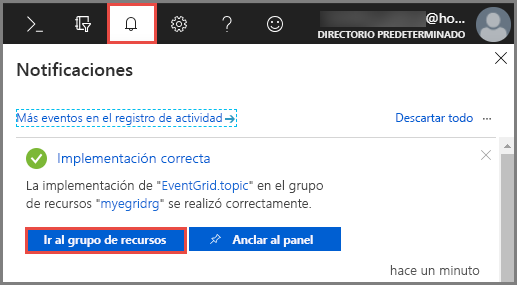 @ho...
DIRECTORIO PREDETERMINADO
Notificaciones
Más eventos en el registro de actividad
Descartar todo ...
Implementación correcta
La implementación de "EventGrid.topic" en el grupo
de recursos "myegridrg" se realizó correctamente.
Ir al grupo de recursos
Anclar al panel
hace un minuto